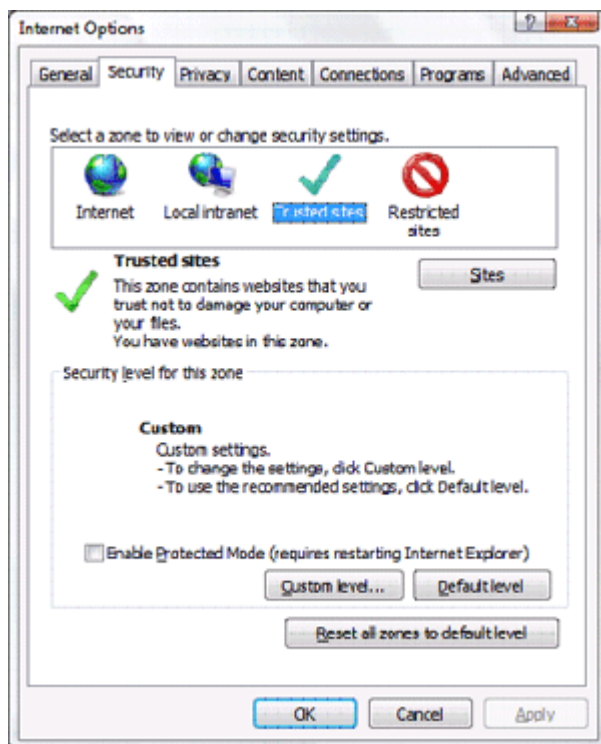 Internet Options
General Security Privacy Content Connections Programs Advanced
Select a zone to view or change security settings.
Internet Local intranet Trusted sites Restricted sites
Trusted sites
Sites
This zone contains websites that you
trust not to damage your computer or
your files.
You have websites in this zone.
Security level for this zone
Custom
Custom settings.
- To change the settings, click Custom level.
- To use the recommended settings, click Default level.
Enable Protected Mode (requires restarting Internet Explorer)
Custom level... Default level
Reset all zones to default level
OK Cancel Apply